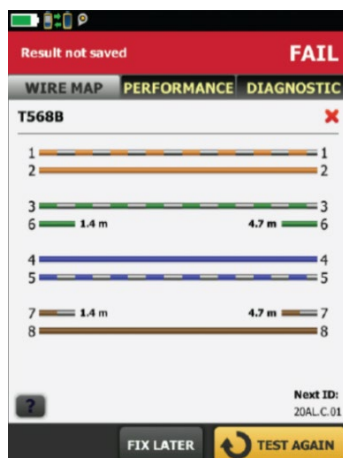 Result not saved FAIL
WIRE MAP PERFORMANCE DIAGNOSTIC
T568B
1 1
2 2
3 3
6 1.4 m 4.7 m 6
4 4
5 5
7 1.4 m 4.7 m 7
8 8
Next ID:
? 20AL.C.01
FIX LATER TEST AGAIN